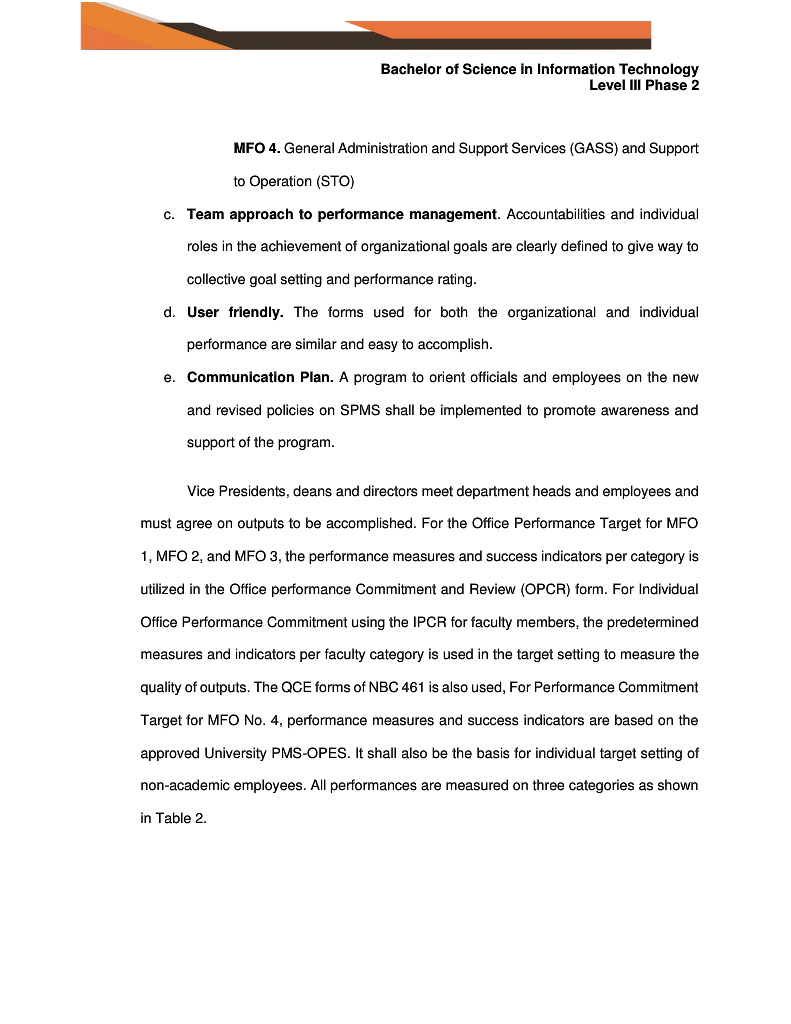 Bachelor of Science in Information Technology
Level III Phase 2
MFO 4. General Administration and Support Services (GASS) and Support
to Operation (STO)
c. Team approach to performance management. Accountabilities and individual
roles in the achievement of organizational goals are clearly defined to give way to
collective goal setting and performance rating.
d. User friendly. The forms used for both the organizational and individual
performance are similar and easy to accomplish.
e. Communication Plan. A program to orient officials and employees on the new
and revised policies on SPMS shall be implemented to promote awareness and
support of the program.
Vice Presidents, deans and directors meet department heads and employees and
must agree on outputs to be accomplished. For the Office Performance Target for MFO
1, MFO 2, and MFO 3, the performance measures and success indicators per category is
utilized in the Office performance Commitment and Review (OPCR) form. For Individual
Office Performance Commitment using the IPCR for faculty members, the predetermined
measures and indicators per faculty category is used in the target setting to measure the
quality of outputs. The QCE forms of NBC 461 is also used, For Performance Commitment
Target for MFO No. 4, performance measures and success indicators are based on the
approved University PMS-OPES. It shall also be the basis for individual target setting of
non-academic employees. All performances are measured on three categories as shown
in Table 2.